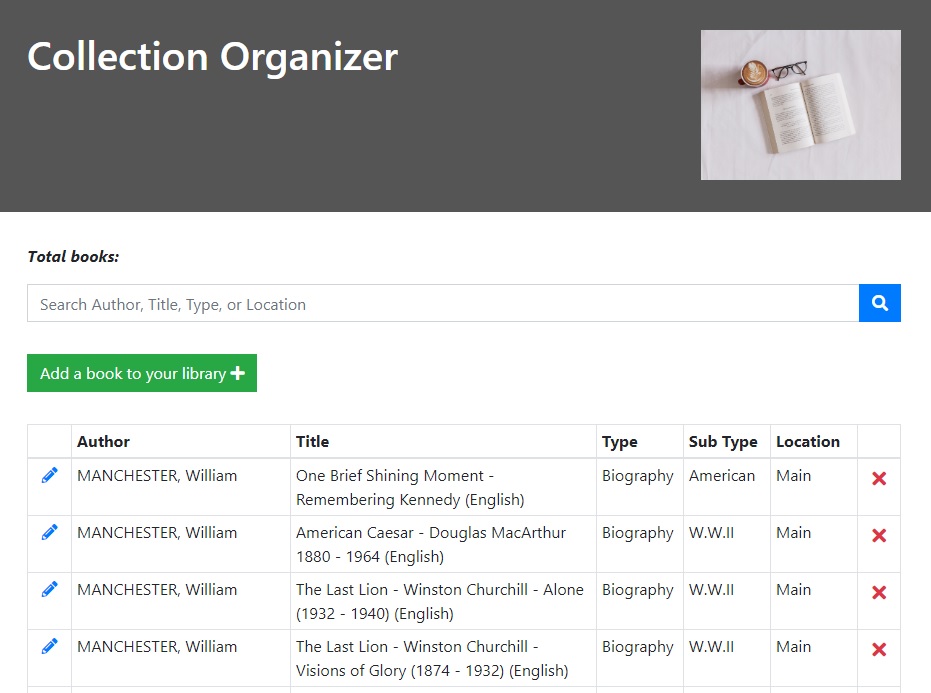 Collection Organizer
Total books:
Search Author, Title, Type, or Location
Add a book to your library
Author Title Type Sub Type Location
MANCHESTER, William One Brief Shining Moment - Biography American Main
Remembering Kennedy (English)
MANCHESTER, William American Caesar - Douglas MacArthur Biography W.W.II Main
1880 - 1964 (English)
MANCHESTER, William The Last Lion - Winston Churchill - Alone Biography W.W.II Main
(1932 - 1940) (English)
MANCHESTER, William The Last Lion - Winston Churchill - Biography W.W.II Main
Visions of Glory (1874 - 1932) (English)